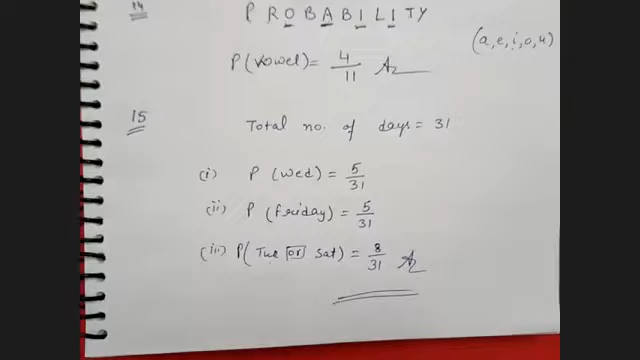 14
P R O B A B I L I T Y
(a, e, i, o, u)
P(Vowel) = 4/11 Ans
15
Total no. of days = 31
(i) P (Wed) = 5/31
(ii) P (Friday) = 5/31
(iii) P( Tue or Sat) = 8/31 Ans